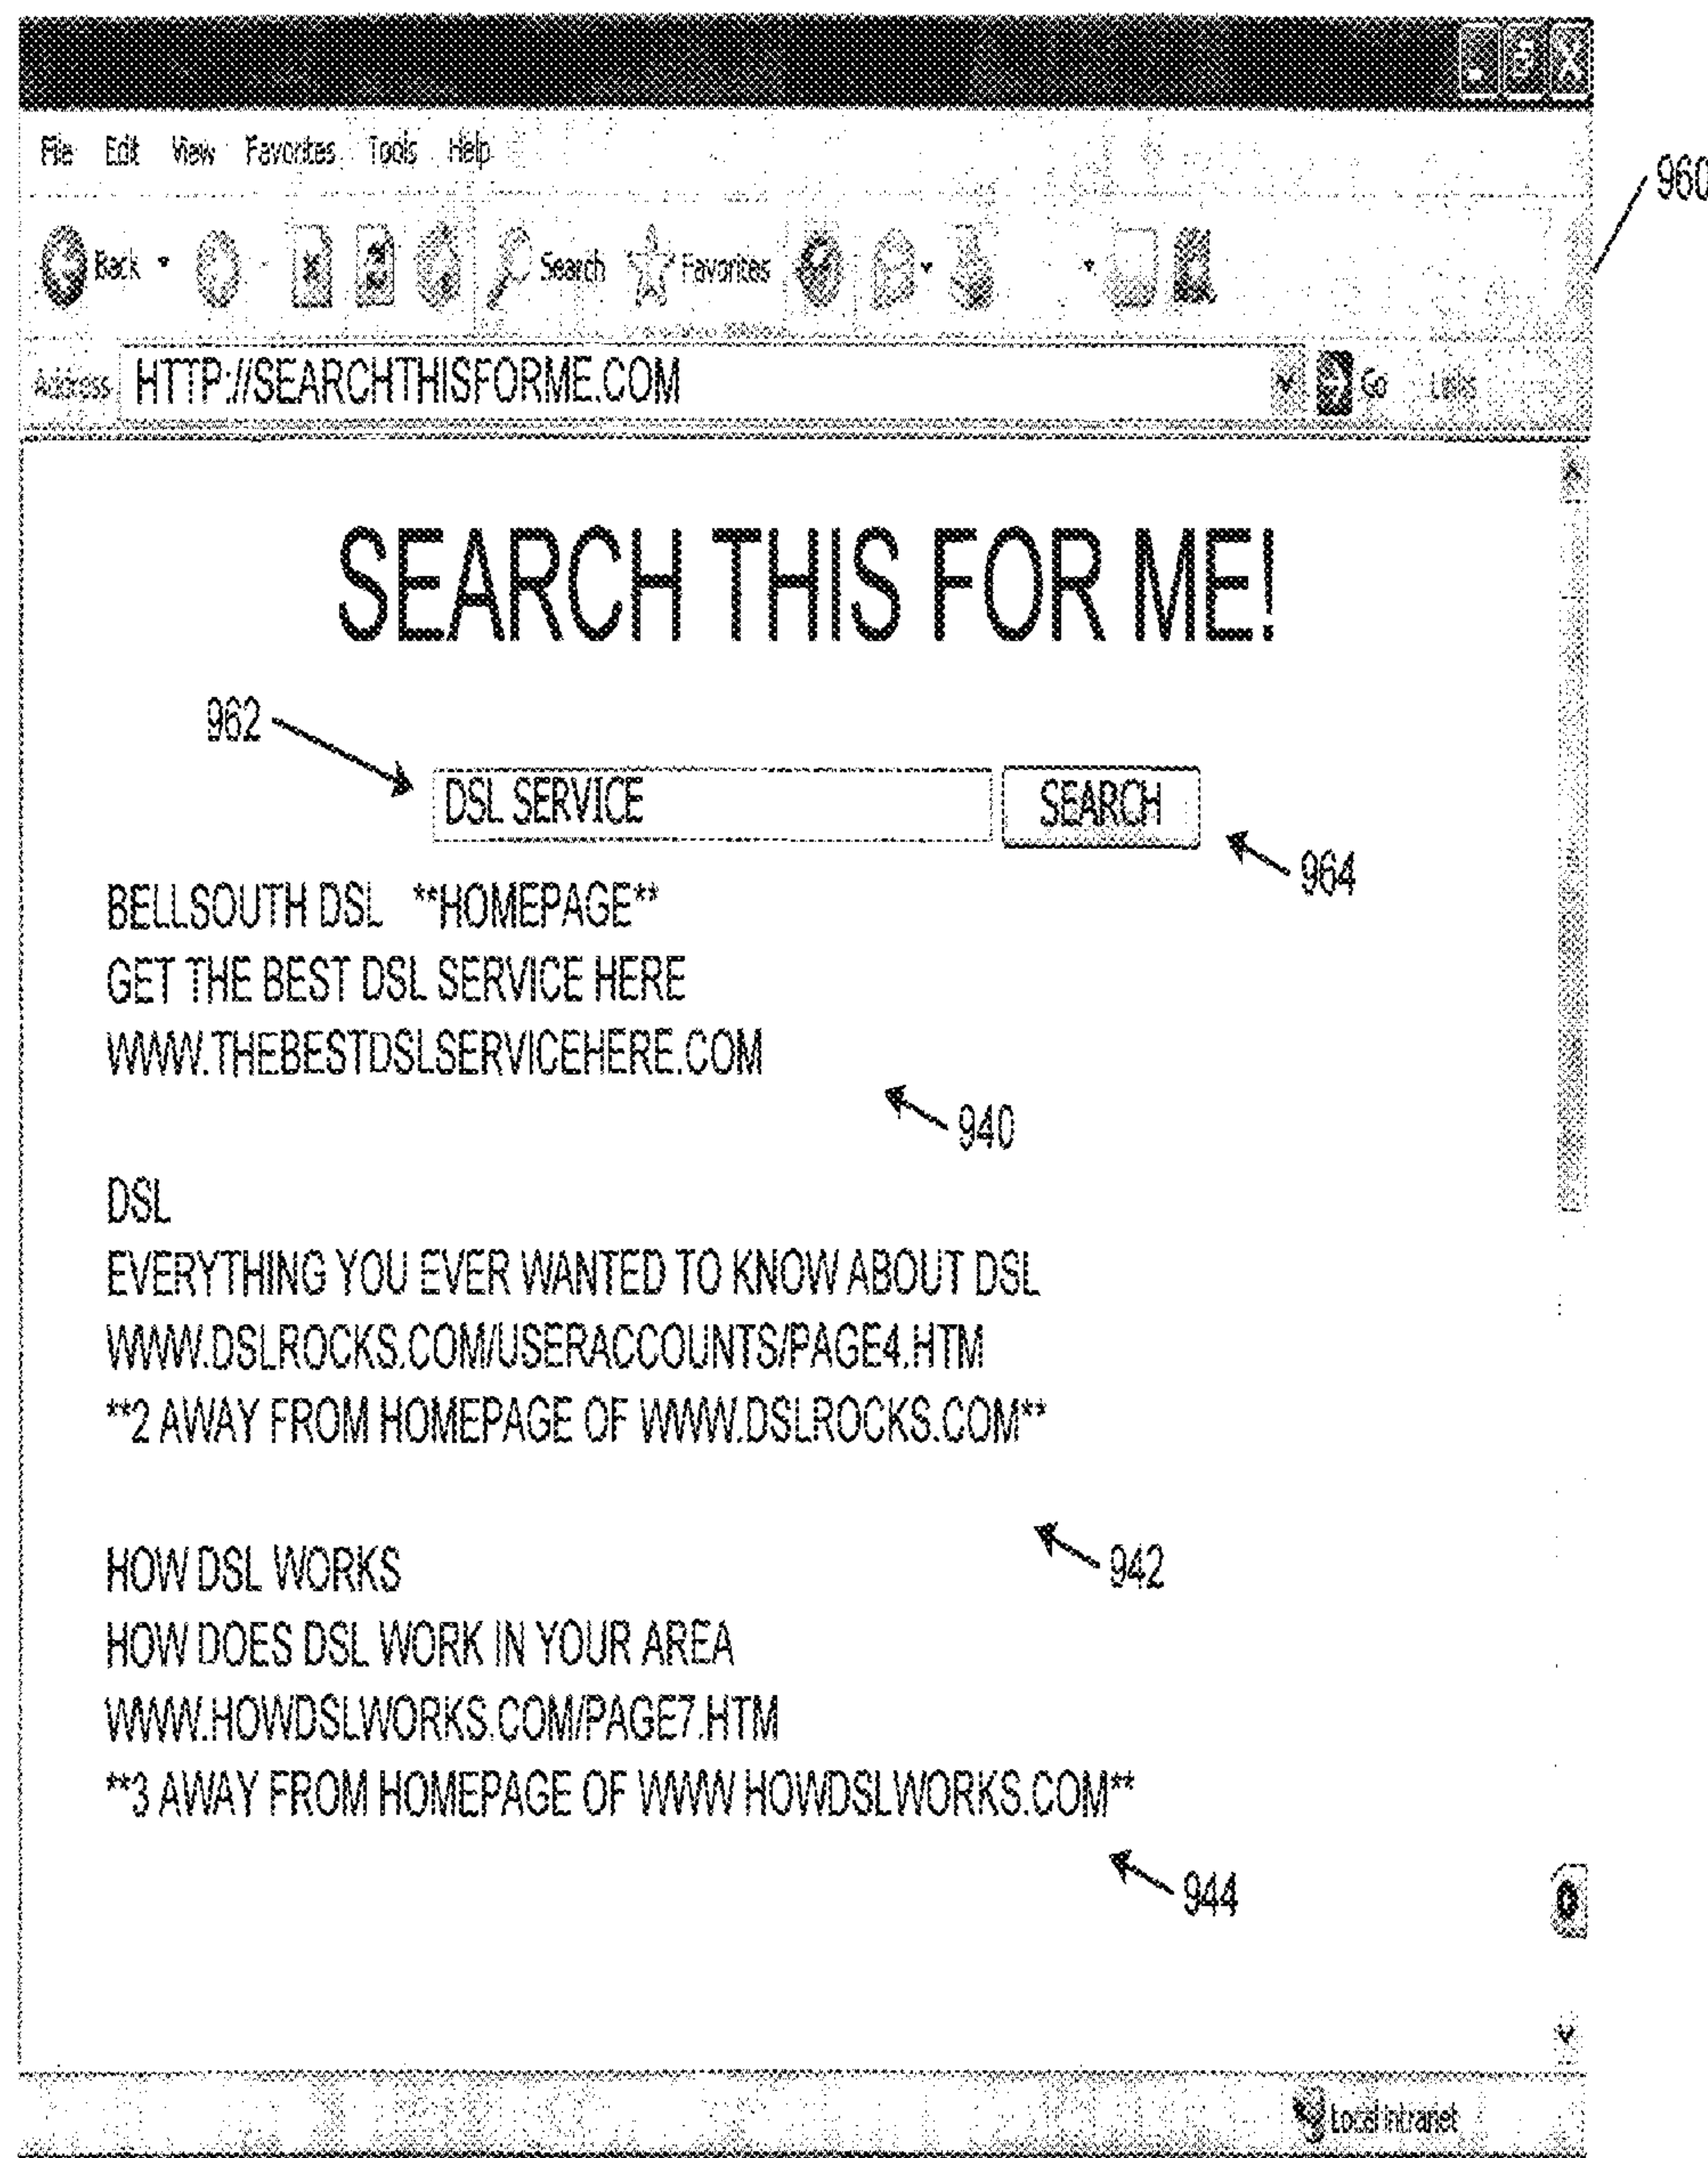 File Edit View Favorites Tools Help
960
Back Search Favorites
Address HTTP://SEARCHTHISFORME.COM Go Links
SEARCH THIS FOR ME!
962
DSL SERVICE SEARCH
964
BELLSOUTH DSL **HOMEPAGE**
GET THE BEST DSL SERVICE HERE
WWW.THEBESTDSLSERVICEHERE.COM
940
DSL
EVERYTHING YOU EVER WANTED TO KNOW ABOUT DSL
WWW.DSLROCKS.COM/USERACCOUNTS/PAGE4.HTM
**2 AWAY FROM HOMEPAGE OF WWW.DSLROCKS.COM**
942
HOW DSL WORKS
HOW DOES DSL WORK IN YOUR AREA
WWW.HOWDSLWORKS.COM/PAGE7.HTM
**3 AWAY FROM HOMEPAGE OF WWW HOWDSLWORKS.COM**
944
Local intranet